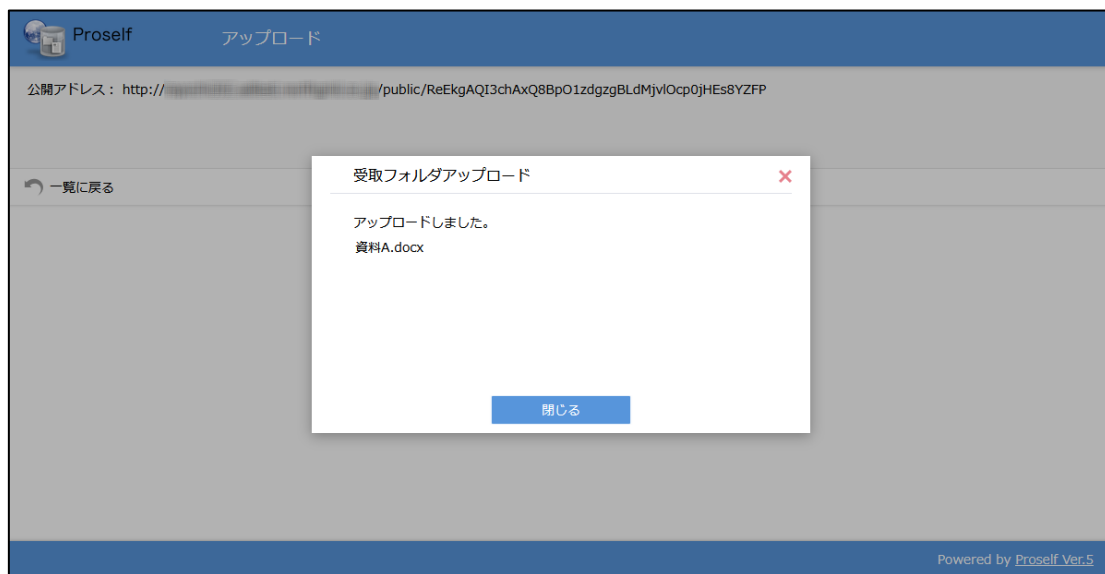 Proself
アップロード
公開アドレス： http:// /public/ReEkgAQI3chAxQ8BpO1zdgzgBLdMjvlOcp0jHEs8YZFP
一覧に戻る
受取フォルダアップロード
アップロードしました。
資料A.docx
閉じる
Powered by Proself Ver.5